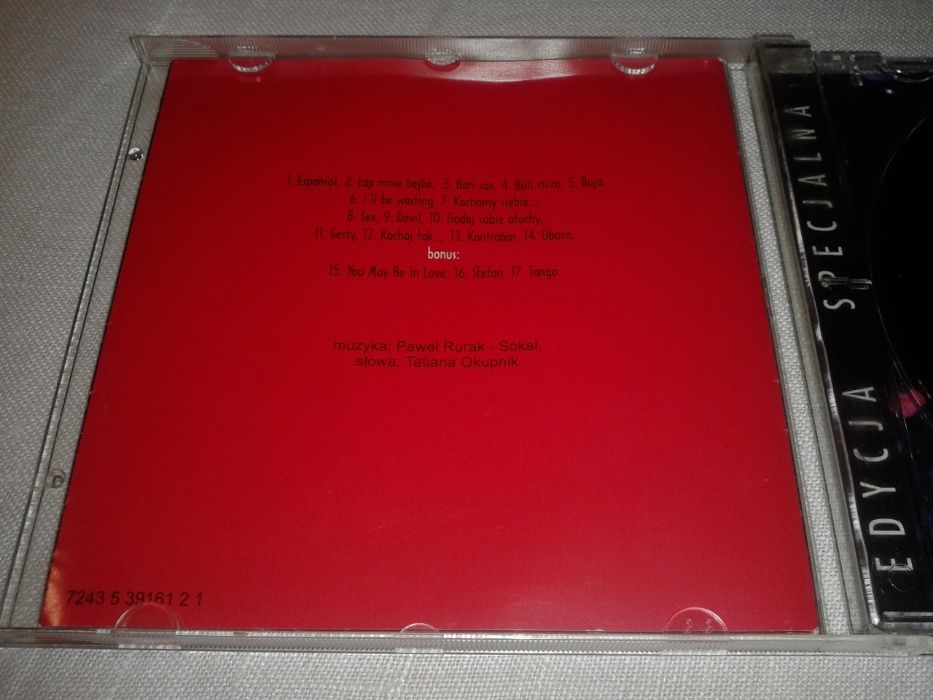 1. Espaniol, 2. Łap mnie bejbe, 3. Bari sax, 4. Boli cisza, 5. Bujo,
6. I'll be waiting, 7. Kochamy siebie....
8. Sex, 9. Devil, 10. Dodaj sobie otuchy,
11. Gesty, 12. Kochaj tak...., 13. Kontrabas, 14. Obora,
bonus:
15. You May Be In Love, 16. Stefan, 17. Tango
muzyka: Paweł Rurak - Sokal,
słowa: Tatiana Okupnik
7243 5 39161 2 1
EDYCJA SPECJALNA